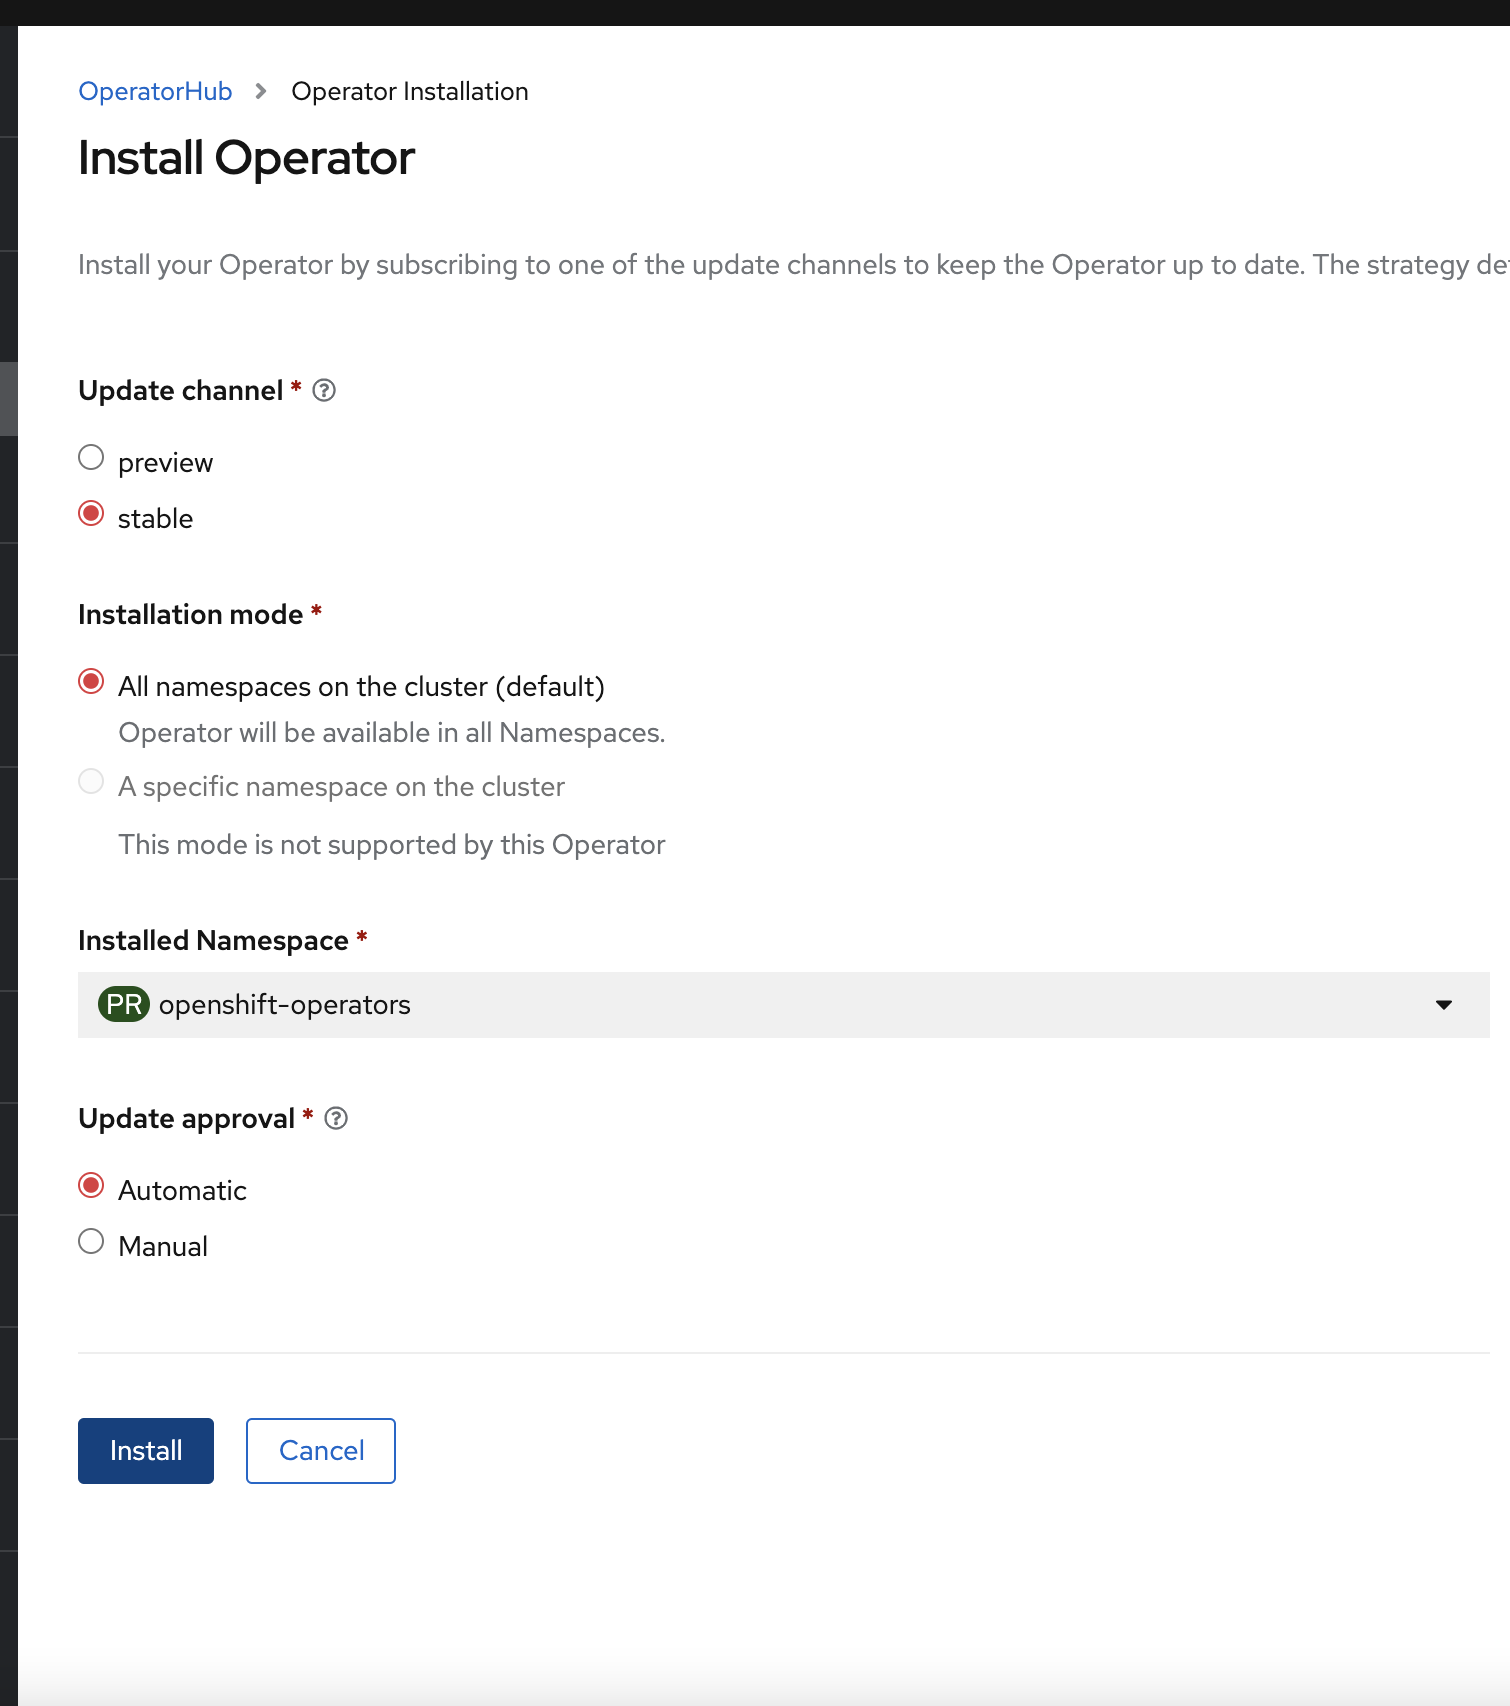 OperatorHub > Operator Installation
Install Operator
Install your Operator by subscribing to one of the update channels to keep the Operator up to date. The strategy
Update channel *
preview
stable
Installation mode *
All namespaces on the cluster (default)
Operator will be available in all Namespaces.
A specific namespace on the cluster
This mode is not supported by this Operator
Installed Namespace *
PR openshift-operators
Update approval *
Automatic
Manual
Install Cancel